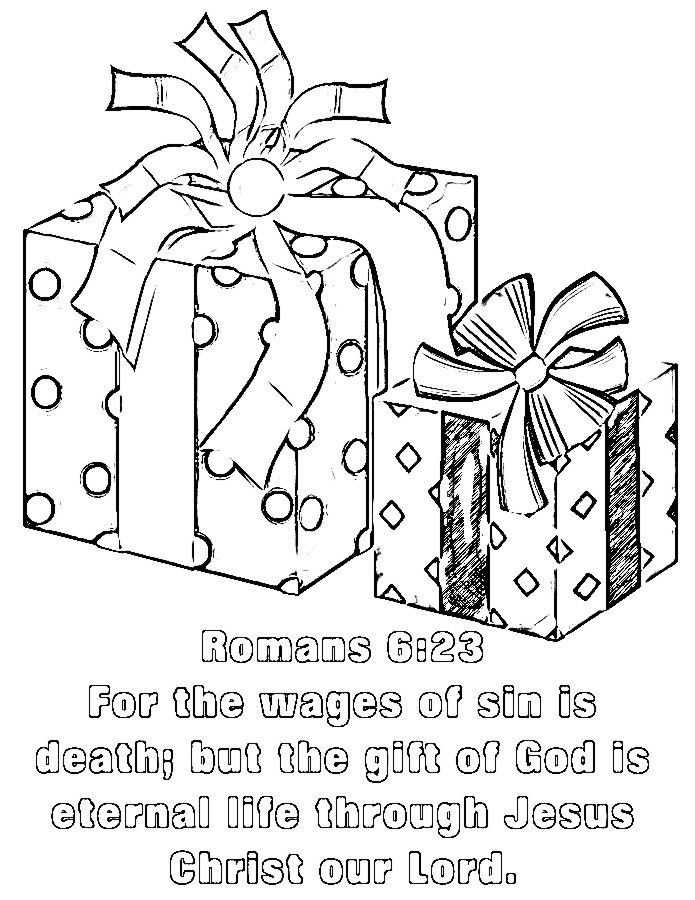 Romans 6:23
For the wages of sin is
death; but the gift of God is
eternal life through Jesus
Christ our Lord.